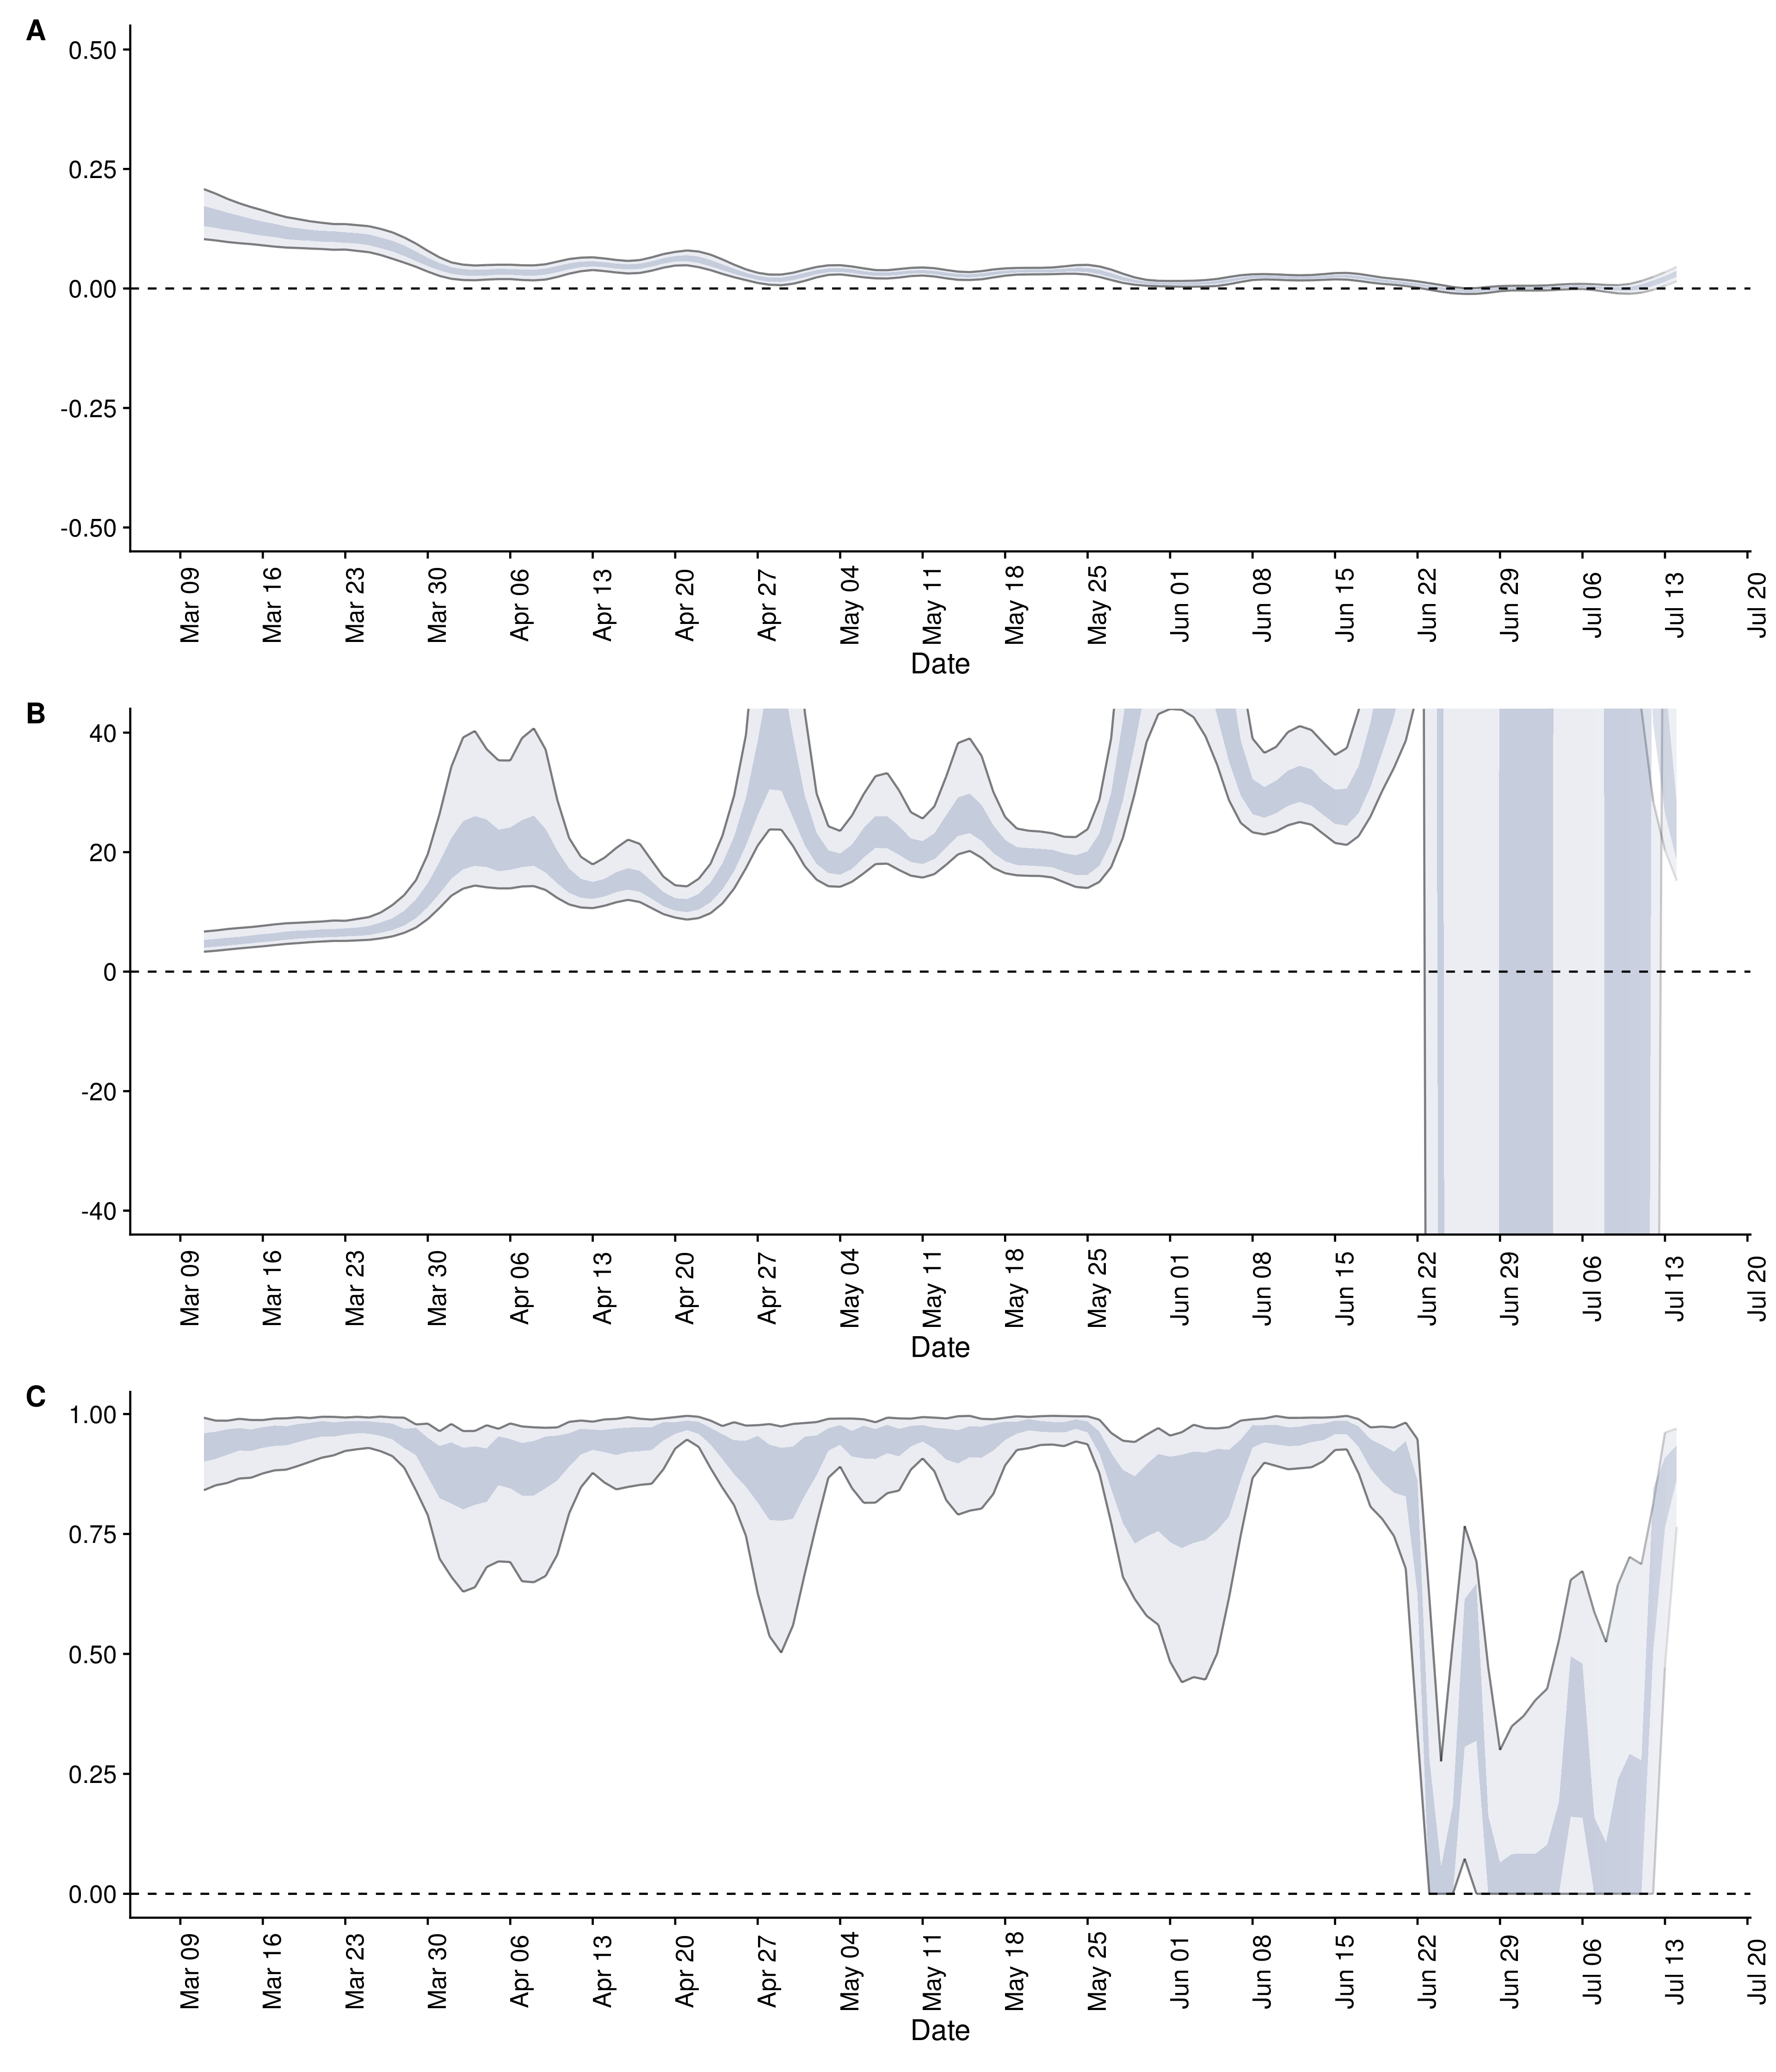 A
0.50
0.25
0.00
-0.25
-0.50
Mar 09
Mar 16
Mar 23
Mar 30
Apr 06
Apr 13
Apr 20
Apr 27
May 04
May 11
May 18
May 25
Jun 01
Jun 08
Jun 15
Jun 22
Jun 29
Jul 06
Jul 13
Jul 20
Date
B
40
20
0
-20
-40
Mar 09
Mar 16
Mar 23
Mar 30
Apr 06
Apr 13
Apr 20
Apr 27
May 04
May 11
May 18
May 25
Jun 01
Jun 08
Jun 15
Jun 22
Jun 29
Jul 06
Jul 13
Jul 20
Date
C
1.00
0.75
0.50
0.25
0.00
Mar 09
Mar 16
Mar 23
Mar 30
Apr 06
Apr 13
Apr 20
Apr 27
May 04
May 11
May 18
May 25
Jun 01
Jun 08
Jun 15
Jun 22
Jun 29
Jul 06
Jul 13
Jul 20
Date